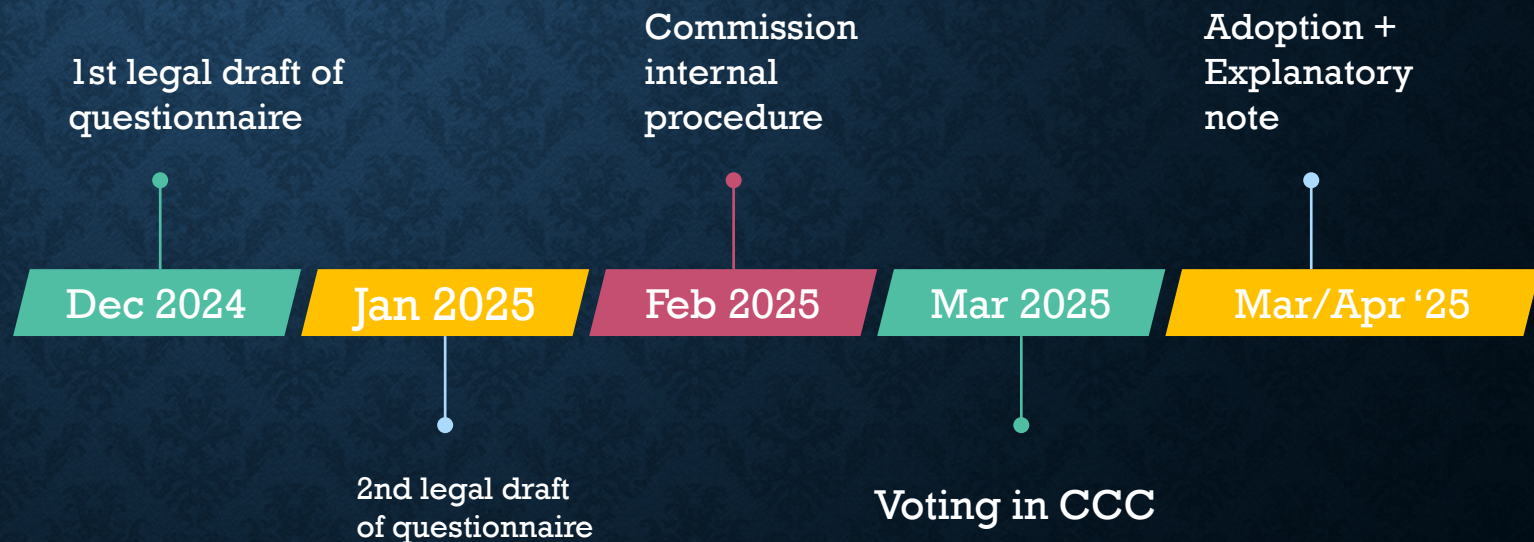 1st legal draft of
questionnaire
Commission
internal
procedure
Adoption +
Explanatory
note
Dec 2024
Jan 2025
Feb 2025
Mar 2025
Mar/Apr ‘25
2nd legal draft
of questionnaire
Voting in CCC